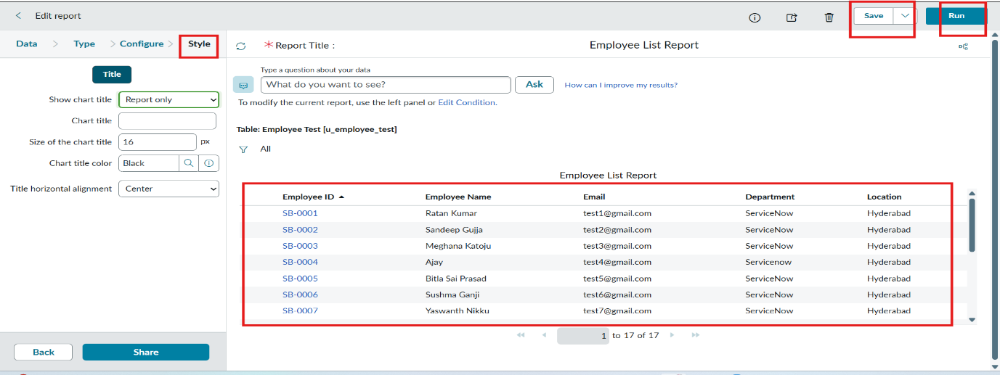 Edit report
Save
Run
Data
Type
Configure
Style
Report Title :
Employee List Report
Title
Show chart title
Report only
Chart title
Size of the chart title
16
px
Chart title color
Black
Title horizontal alignment
Center
Back
Share
Type a question about your data
What do you want to see?
Ask
How can I improve my results?
To modify the current report, use the left panel or Edit Condition.
Table: Employee Test [u_employee_test]
All
Employee List Report
Employee ID Employee Name Email Department Location
SB-0001 Ratan Kumar test1@gmail.com ServiceNow Hyderabad
SB-0002 Sandeep Gujja test2@gmail.com ServiceNow Hyderabad
SB-0003 Meghana Katoju test3@gmail.com ServiceNow Hyderabad
SB-0004 Ajay test4@gmail.com Servicenow Hyderabad
SB-0005 Bitla Sai Prasad test5@gmail.com ServiceNow Hyderabad
SB-0006 Sushma Ganji test6@gmail.com ServiceNow Hyderabad
SB-0007 Yaswanth Nikku test7@gmail.com ServiceNow Hyderabad
1 to 17 of 17